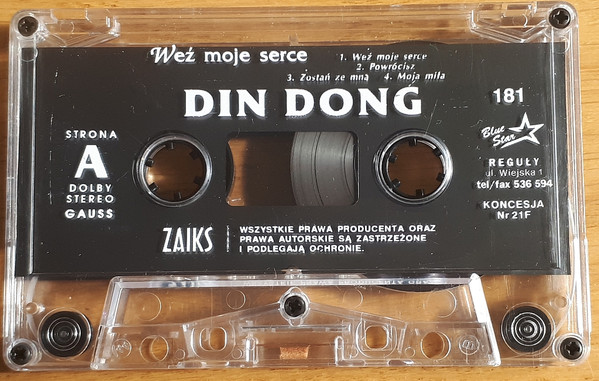 Weź moje serce
1. Weź moje serce
2. Powrócisz
3. Zostań ze mną 4. Moja miła
DIN DONG
181
STRONA
A
DOLBY
STEREO
GAUSS
Blue Star
REGUŁY
ul. Wiejska 1
tel/fax 536 594
KONCESJA
Nr 21F
ZAIKS
WSZYSTKIE PRAWA PRODUCENTA ORAZ
PRAWA AUTORSKIE SĄ ZASTRZEŻONE
I PODLEGAJĄ OCHRONIE.